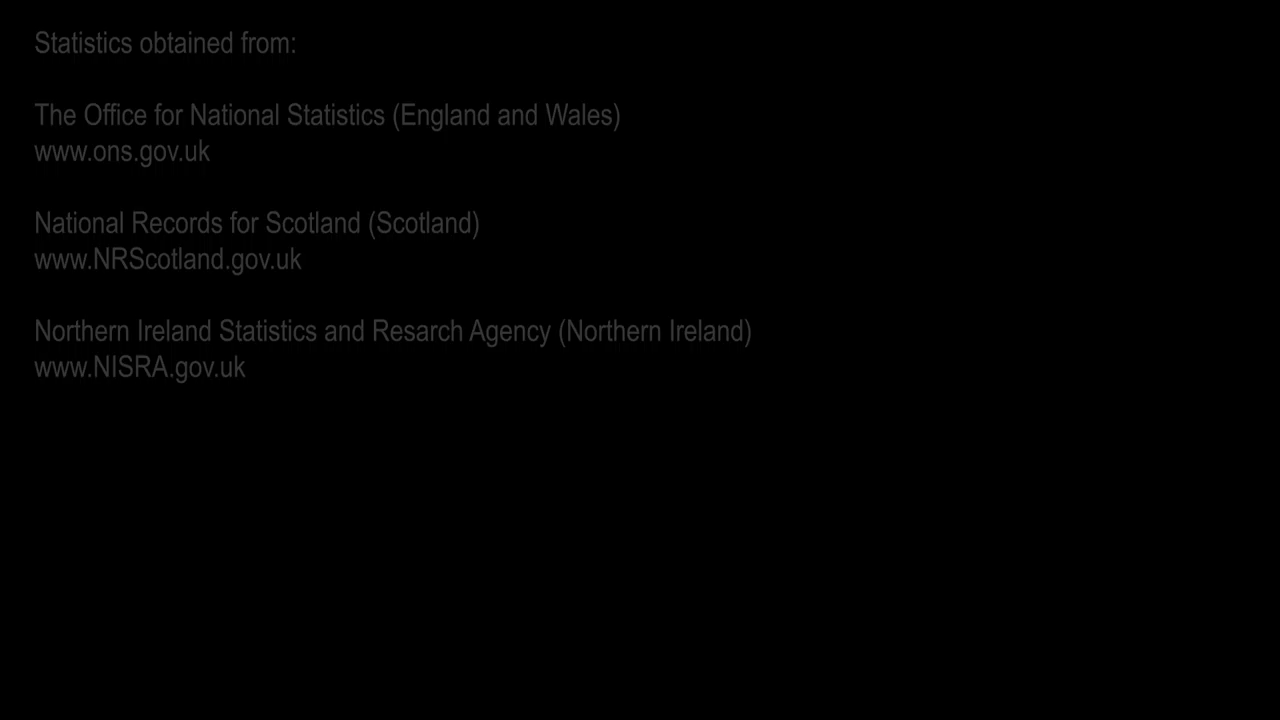 Statistics obtained from:
The Office for National Statistics (England and Wales)
www.ons.gov.uk
National Records for Scotland (Scotland)
www.NRScotland.gov.uk
Northern Ireland Statistics and Resarch Agency (Northern Ireland)
www.NISRA.gov.uk